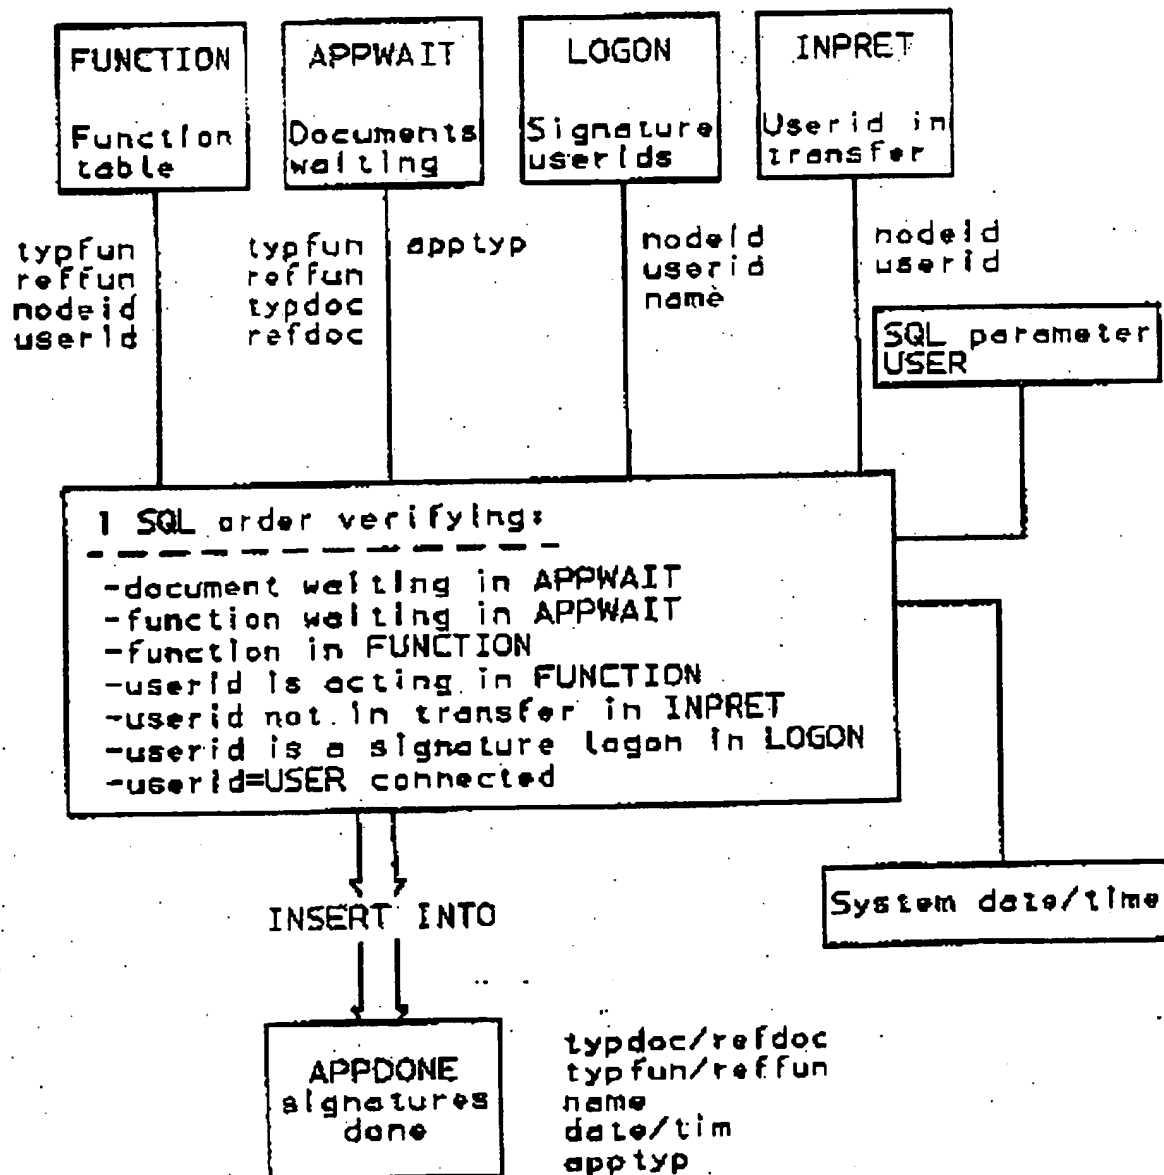 FUNCTION
Function
table
APPWAIT
Documents
waiting
LOGON
Signature
userids
INPRET
Userid in
transfer
typfun
reffun
nodeid
userid
typfun
reffun
typdoc
refdoc
apptyp
nodeid
userid
name
nodeid
userid
SQL parameter
USER
1 SQL order verifying:
-document waiting in APPWAIT
-function waiting in APPWAIT
-function in FUNCTION
-userid is acting in FUNCTION
-userid not in transfer in INPRET
-userid is a signature logon in LOGON
-userid=USER connected
System date/time
INSERT INTO
APPDONE
signatures
done
typdoc/refdoc
typfun/reffun
name
date/tim
apptyp